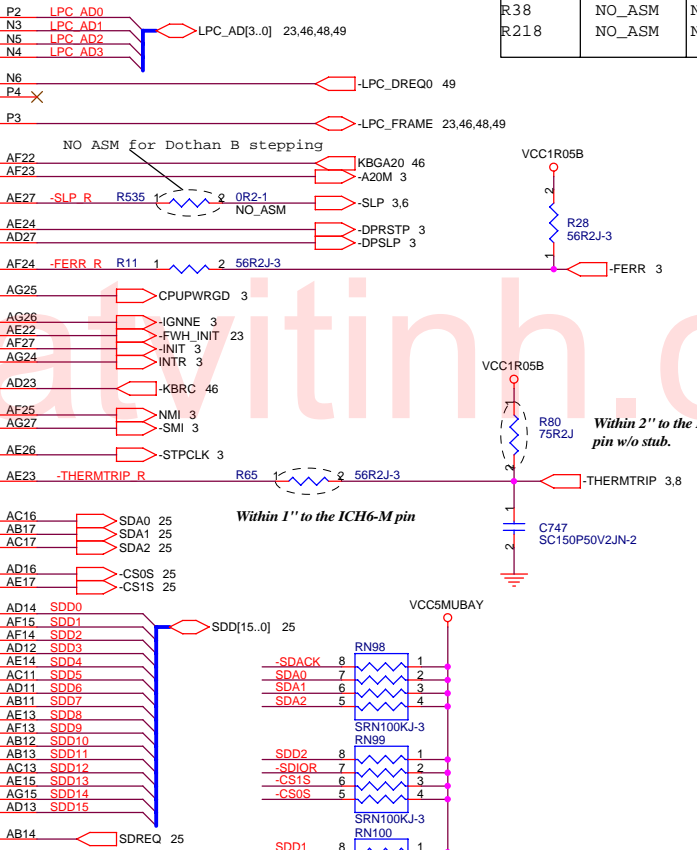 P2 LPC_AD0
N3 LPC_AD1
N5 LPC_AD2
N4 LPC_AD3
LPC_AD[3..0] 23,46,48,49
R38 NO_ASM
R218 NO_ASM
N6 -LPC_DREQ0 49
P4
P3 -LPC_FRAME 23,46,48,49
NO ASM for Dothan B stepping
AF22 KBGA20 46
AF23 -A20M 3
AE27 -SLP_R R535 1 2 0R2-1 -SLP 3,6
NO_ASM
AE24 -DPRSTP 3
AD27 -DPSLP 3
VCC1R05B
2
R28
56R2J-3
1
AF24 -FERR_R R11 1 2 56R2J-3 -FERR 3
AG25 CPUPWRGD 3
AG26 -IGNNE 3
AE22 -FWH_INIT 23
AF27 -INIT 3
AG24 INTR 3
AD23 -KBRC 46
AF25 NMI 3
AG27 -SMI 3
AE26 -STPCLK 3
VCC1R05B
1
R80
75R2J
2
Within 2" to the
pin w/o stub.
AE23 -THERMTRIP_R R65 1 2 56R2J-3 -THERMTRIP 3,8
Within 1" to the ICH6-M pin
1
C747
SC150P50V2JN-2
2
AC16 SDA0 25
AB17 SDA1 25
AC17 SDA2 25
AD16 -CS0S 25
AE17 -CS1S 25
AD14 SDD0
AF15 SDD1
AF14 SDD2
AD12 SDD3
AE14 SDD4
AC11 SDD5
AD11 SDD6
AB11 SDD7
AE13 SDD8
AF13 SDD9
AB12 SDD10
AB13 SDD11
AC13 SDD12
AE15 SDD13
AG15 SDD14
AD13 SDD15
SDD[15..0] 25
AB14 SDREQ 25
VCC5MUBAY
RN98
-SDACK 8 1
SDA0 7 2
SDA1 6 3
SDA2 5 4
SRN100KJ-3
RN99
SDD2 8 1
-SDIOR 7 2
-CS1S 6 3
-CS0S 5 4
SRN100KJ-3
RN100
SDD1 8 1
atvitinh.c